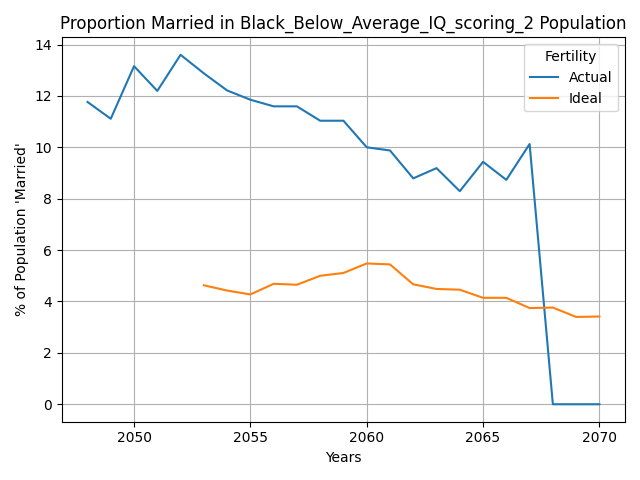 Proportion Married in Black_Below_Average_IQ_scoring_2 Population
Fertility
Actual
Ideal
% of Population 'Married'
14
12
10
8
6
4
2
0
2050 2055 2060 2065 2070
Years